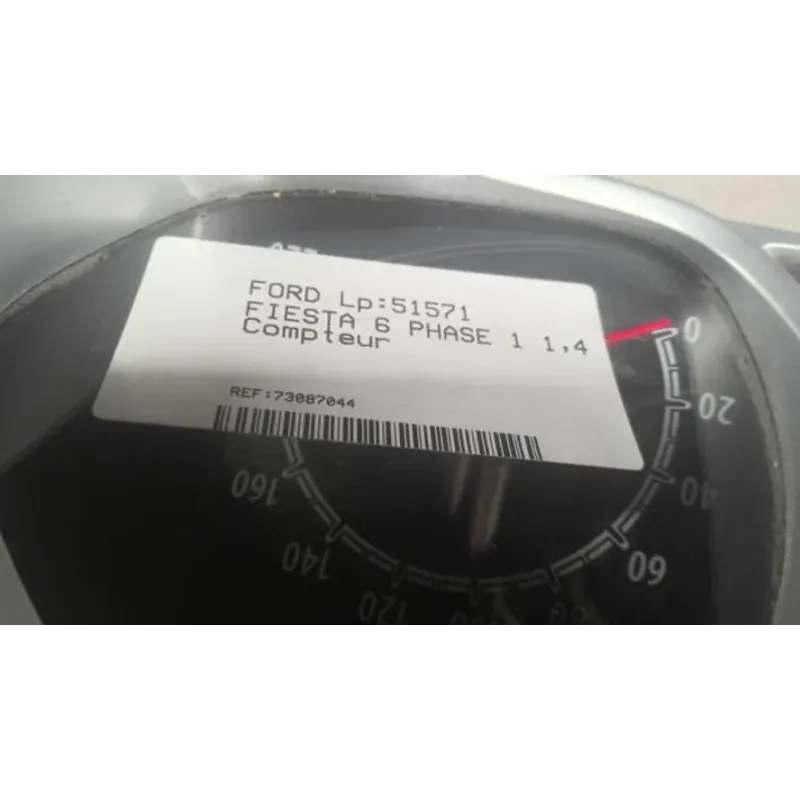 FORD Lp:51571
FIESTA 6 PHASE 1 1,4
Compteur
REF:73087044
0
20
40
60
120
140
160